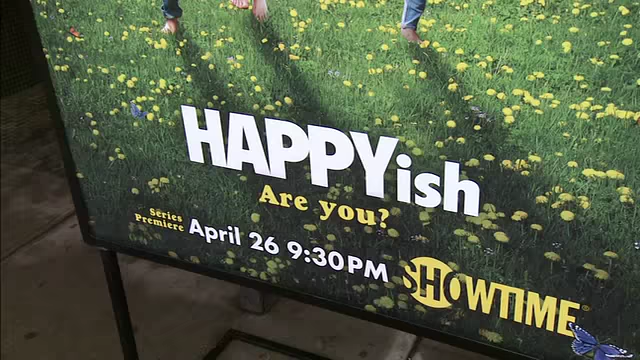 HAPPYish
Are you?
Series
Premiere
April 26 9:30PM
SHOWTIME